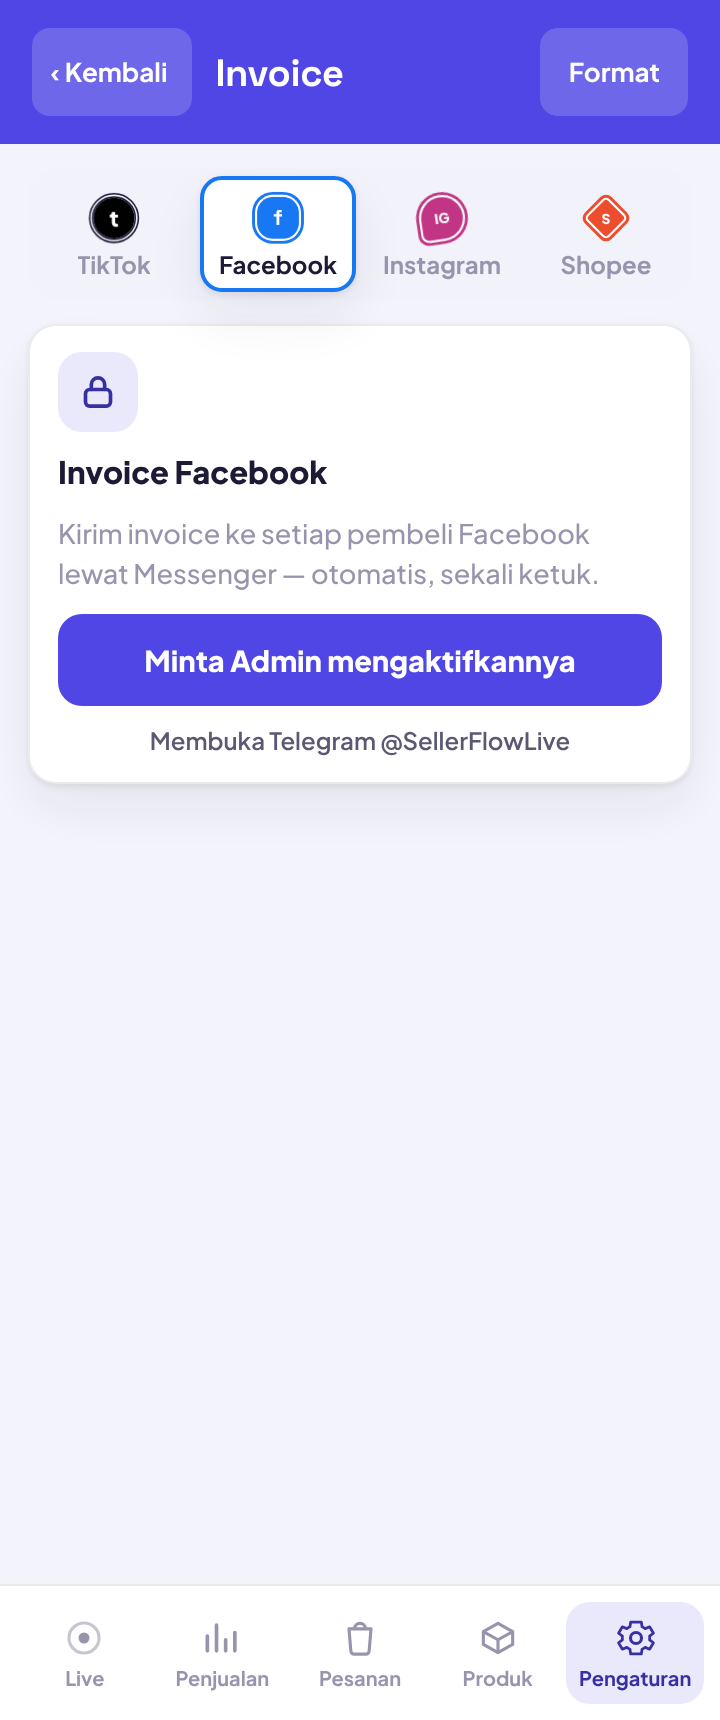 ‹ Kembali
Invoice
Format
t
f
IG
S
TikTok
Facebook
Instagram
Shopee
Invoice Facebook
Kirim invoice ke setiap pembeli Facebook
lewat Messenger — otomatis, sekali ketuk.
Minta Admin mengaktifkannya
Membuka Telegram @SellerFlowLive
Live
Penjualan
Pesanan
Produk
Pengaturan